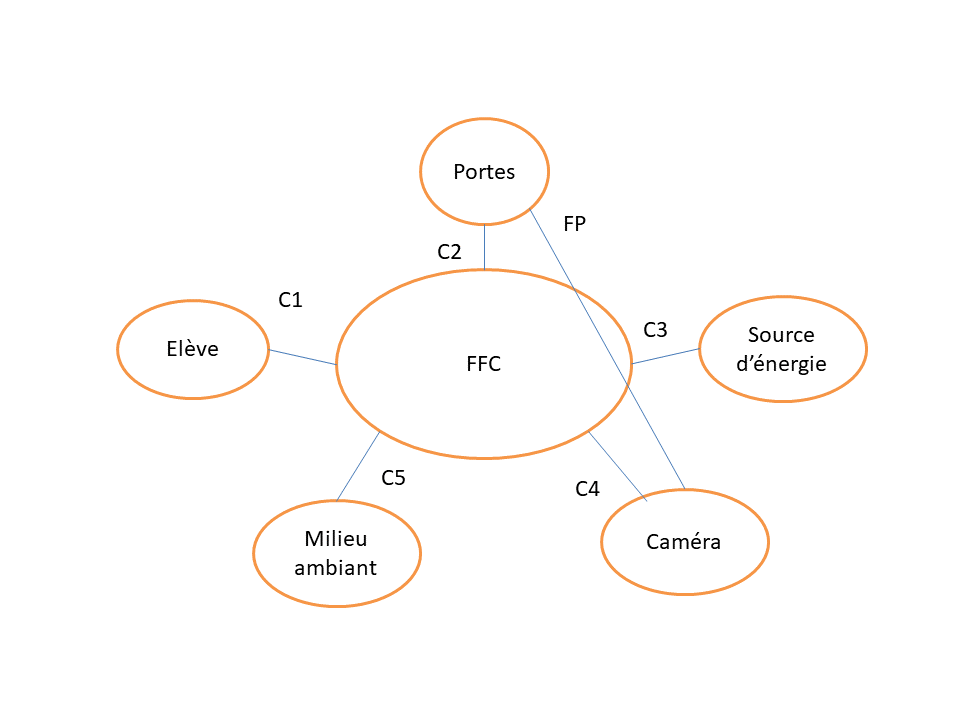 Portes
FP
C2
C1
C3
Source
d’énergie
Elève
FFC
C5
C4
Milieu
ambiant
Caméra